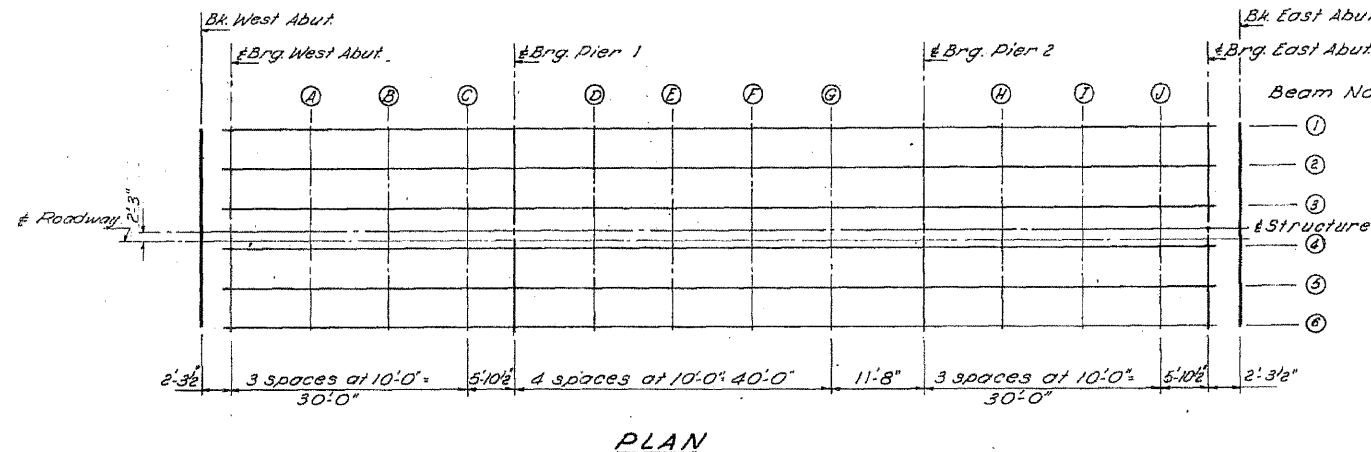 Bk. West Abut.
Bk. East Abut.
℄ Brg. West Abut.
℄ Brg. Pier 1
℄ Brg. Pier 2
℄ Brg. East Abut.
A B C D E F G H I J
Beam No
1
2
3
2'-3"
℄ Roadway
℄ Structure
4
5
6
2'-3½" 3 spaces at 10'-0"= 5'-10½" 4 spaces at 10'-0"= 40'-0" 11'-8" 3 spaces at 10'-0"= 5'-10½" 2'-3½"
30'-0" 30'-0"
PLAN